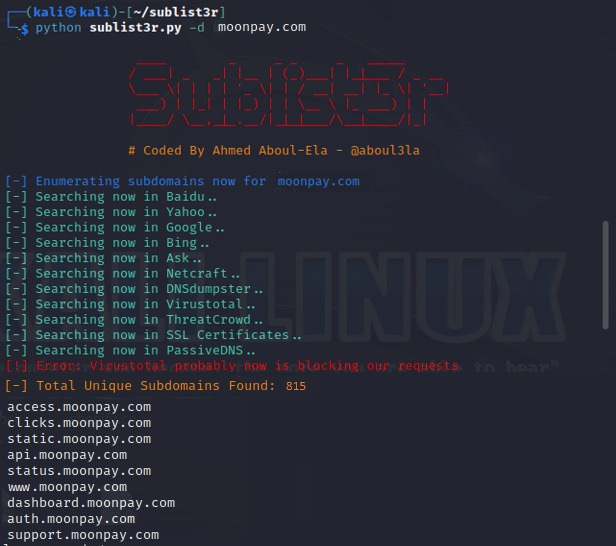 (kali㉿kali)-[~/sublist3r]
$ python sublist3r.py -d moonpay.com
Sublist3r
# Coded By Ahmed Aboul-Ela - @aboul3la
[-] Enumerating subdomains now for moonpay.com
[-] Searching now in Baidu..
[-] Searching now in Yahoo..
[-] Searching now in Google..
[-] Searching now in Bing..
[-] Searching now in Ask..
[-] Searching now in Netcraft..
[-] Searching now in DNSdumpster..
[-] Searching now in Virustotal..
[-] Searching now in ThreatCrowd..
[-] Searching now in SSL Certificates..
[-] Searching now in PassiveDNS..
LINUX
[!] Error: Virustotal probably now is blocking our requests
[-] Total Unique Subdomains Found: 815
access.moonpay.com
clicks.moonpay.com
static.moonpay.com
api.moonpay.com
status.moonpay.com
www.moonpay.com
dashboard.moonpay.com
auth.moonpay.com
support.moonpay.com